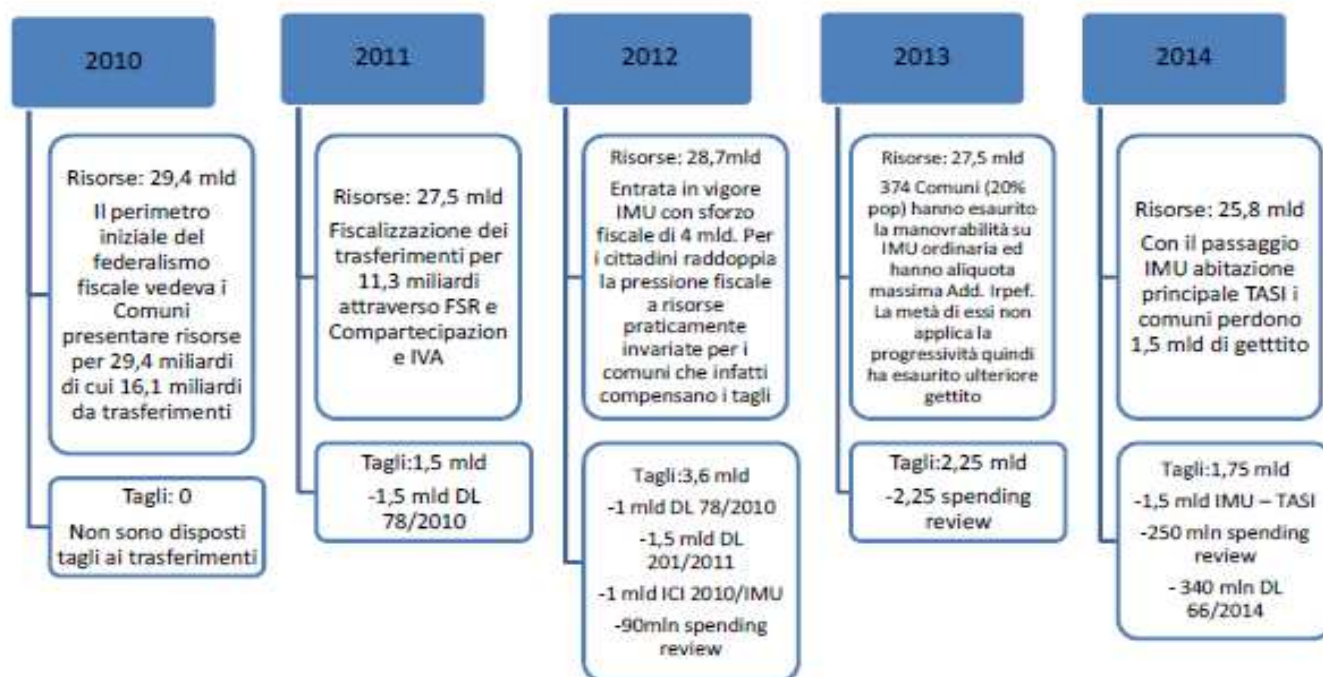 2010
Risorse: 29,4 mld
Il perimetro
iniziale del
federalismo
fiscale vedeva i
Comuni
presentare risorse
per 29,4 miliardi
di cui 16,1 miliardi
da trasferimenti
Tagli: 0
Non sono disposti
tagli ai trasferimenti
2011
Risorse: 27,5 mld
Fiscalizzazione dei
trasferimenti per
11,3 miliardi
attraverso FSR e
Compartecipazion
e IVA
Tagli:1,5 mld
-1,5 mld DL
78/2010
2012
Risorse: 28,7mld
Entrata in vigore
IMU con sforzo
fiscale di 4 mld. Per
i cittadini raddoppia
la pressione fiscale
a risorse
praticamente
invariate per i
comuni che infatti
compensano i tagli
Tagli:3,6 mld
-1 mld DL 78/2010
-1,5 mld DL
201/2011
-1 mld ICI 2010/IMU
-90mln spending
review
2013
Risorse: 27,5 mld
374 Comuni (20%
pop) hanno esaurito
la manovrabilità su
IMU ordinaria ed
hanno aliquota
massima Add. Irpef.
La metà di essi non
applica la
progressività quindi
ha esaurito ulteriore
gettito
Tagli:2,25 mld
-2,25 spending
review
2014
Risorse: 25,8 mld
Con il passaggio
IMU abitazione
principale TASI i
comuni perdono
1,5 mld di getttito
Tagli:1,75 mld
-1,5 mld IMU – TASI
-250 mln spending
review
- 340 mln DL
66/2014